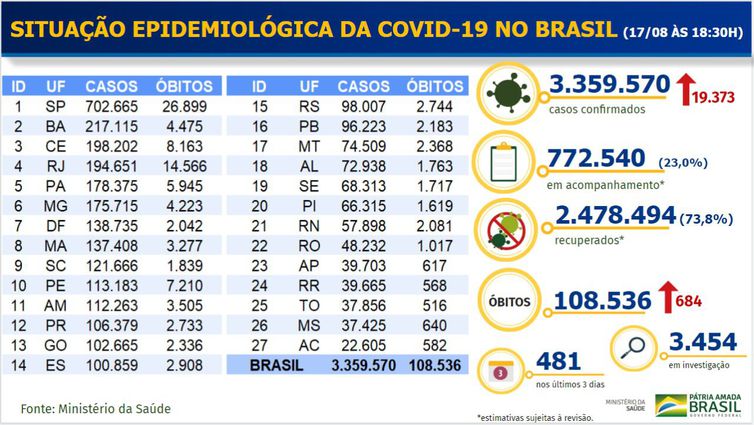 SITUAÇÃO EPIDEMIOLÓGICA DA COVID-19 NO BRASIL (17/08 ÀS 18:30H)
ID UF CASOS ÓBITOS ID UF CASOS ÓBITOS
1 SP 702.665 26.899 15 RS 98.007 2.744
2 BA 217.115 4.475 16 PB 96.223 2.183
3 CE 198.202 8.163 17 MT 74.509 2.368
4 RJ 194.651 14.566 18 AL 72.938 1.763
5 PA 178.375 5.945 19 SE 68.313 1.717
6 MG 175.715 4.223 20 PI 66.315 1.619
7 DF 138.735 2.042 21 RN 57.898 2.081
8 MA 137.408 3.277 22 RO 48.232 1.017
9 SC 121.666 1.839 23 AP 39.703 617
10 PE 113.183 7.210 24 RR 39.665 568
11 AM 112.263 3.505 25 TO 37.856 516
12 PR 106.379 2.733 26 MS 37.425 640
13 GO 102.665 2.336 27 AC 22.605 582
14 ES 100.859 2.908 BRASIL 3.359.570 108.536
3.359.570 19.373
casos confirmados
772.540 (23,0%)
em acompanhamento*
2.478.494 (73,8%)
recuperados*
ÓBITOS 108.536 684
3.454
em investigação
3 481
nos últimos 3 dias
Fonte: Ministério da Saúde
*estimativas sujeitas à revisão.
MINISTÉRIO DA
SAÚDE
PÁTRIA AMADA
BRASIL
GOVERNO FEDERAL